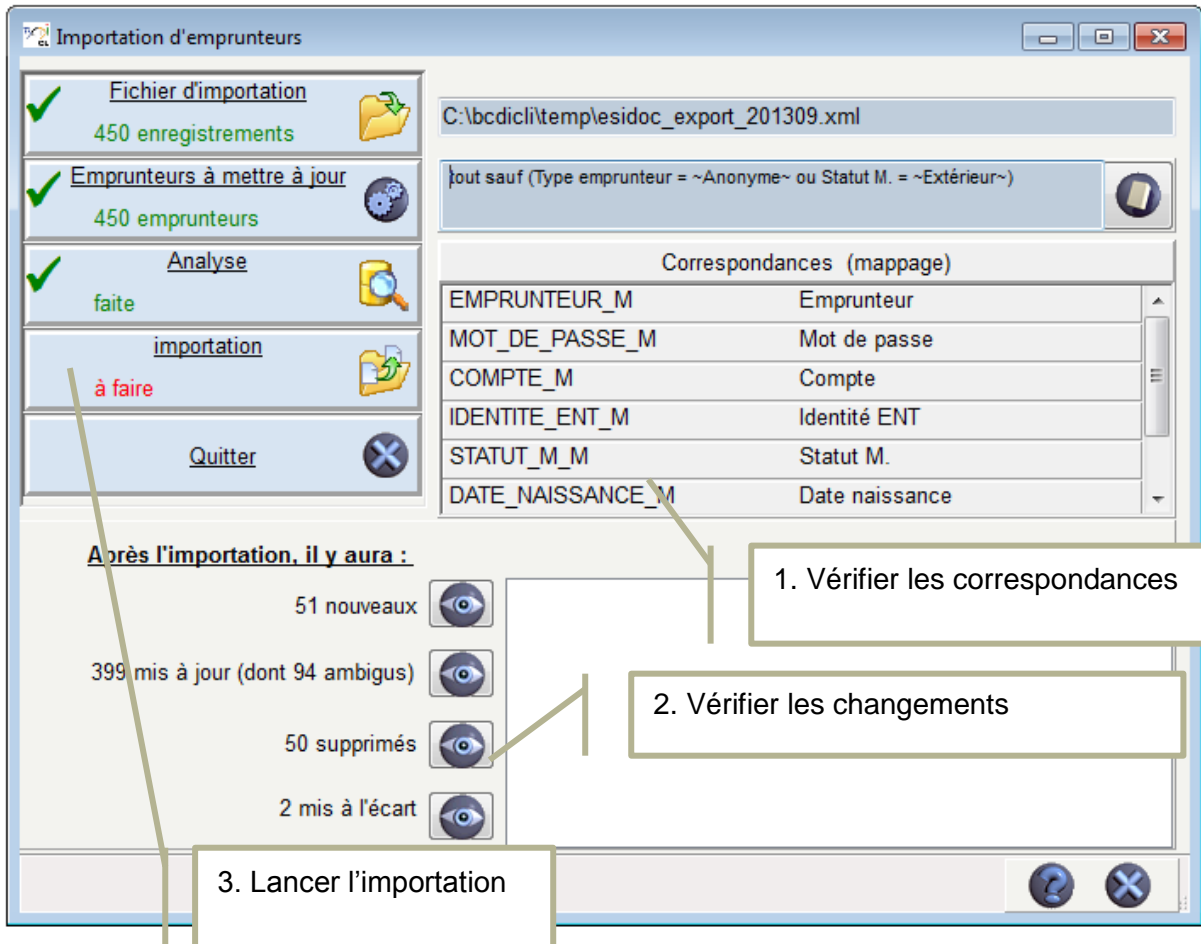 Importation d'emprunteurs
Fichier d'importation
450 enregistrements
C:\bcdicli\temp\esidoc_export_201309.xml
Emprunteurs à mettre à jour
450 emprunteurs
tout sauf (Type emprunteur = ~Anonyme~ ou Statut M. = ~Extérieur~)
Analyse
faite
importation
à faire
Quitter
Correspondances (mappage)
EMPRUNTEUR_M Emprunteur
MOT_DE_PASSE_M Mot de passe
COMPTE_M Compte
IDENTITE_ENT_M Identité ENT
STATUT_M_M Statut M.
DATE_NAISSANCE_M Date naissance
Après l'importation, il y aura :
51 nouveaux
399 mis à jour (dont 94 ambigus)
50 supprimés
2 mis à l'écart
1. Vérifier les correspondances
2. Vérifier les changements
3. Lancer l’importation